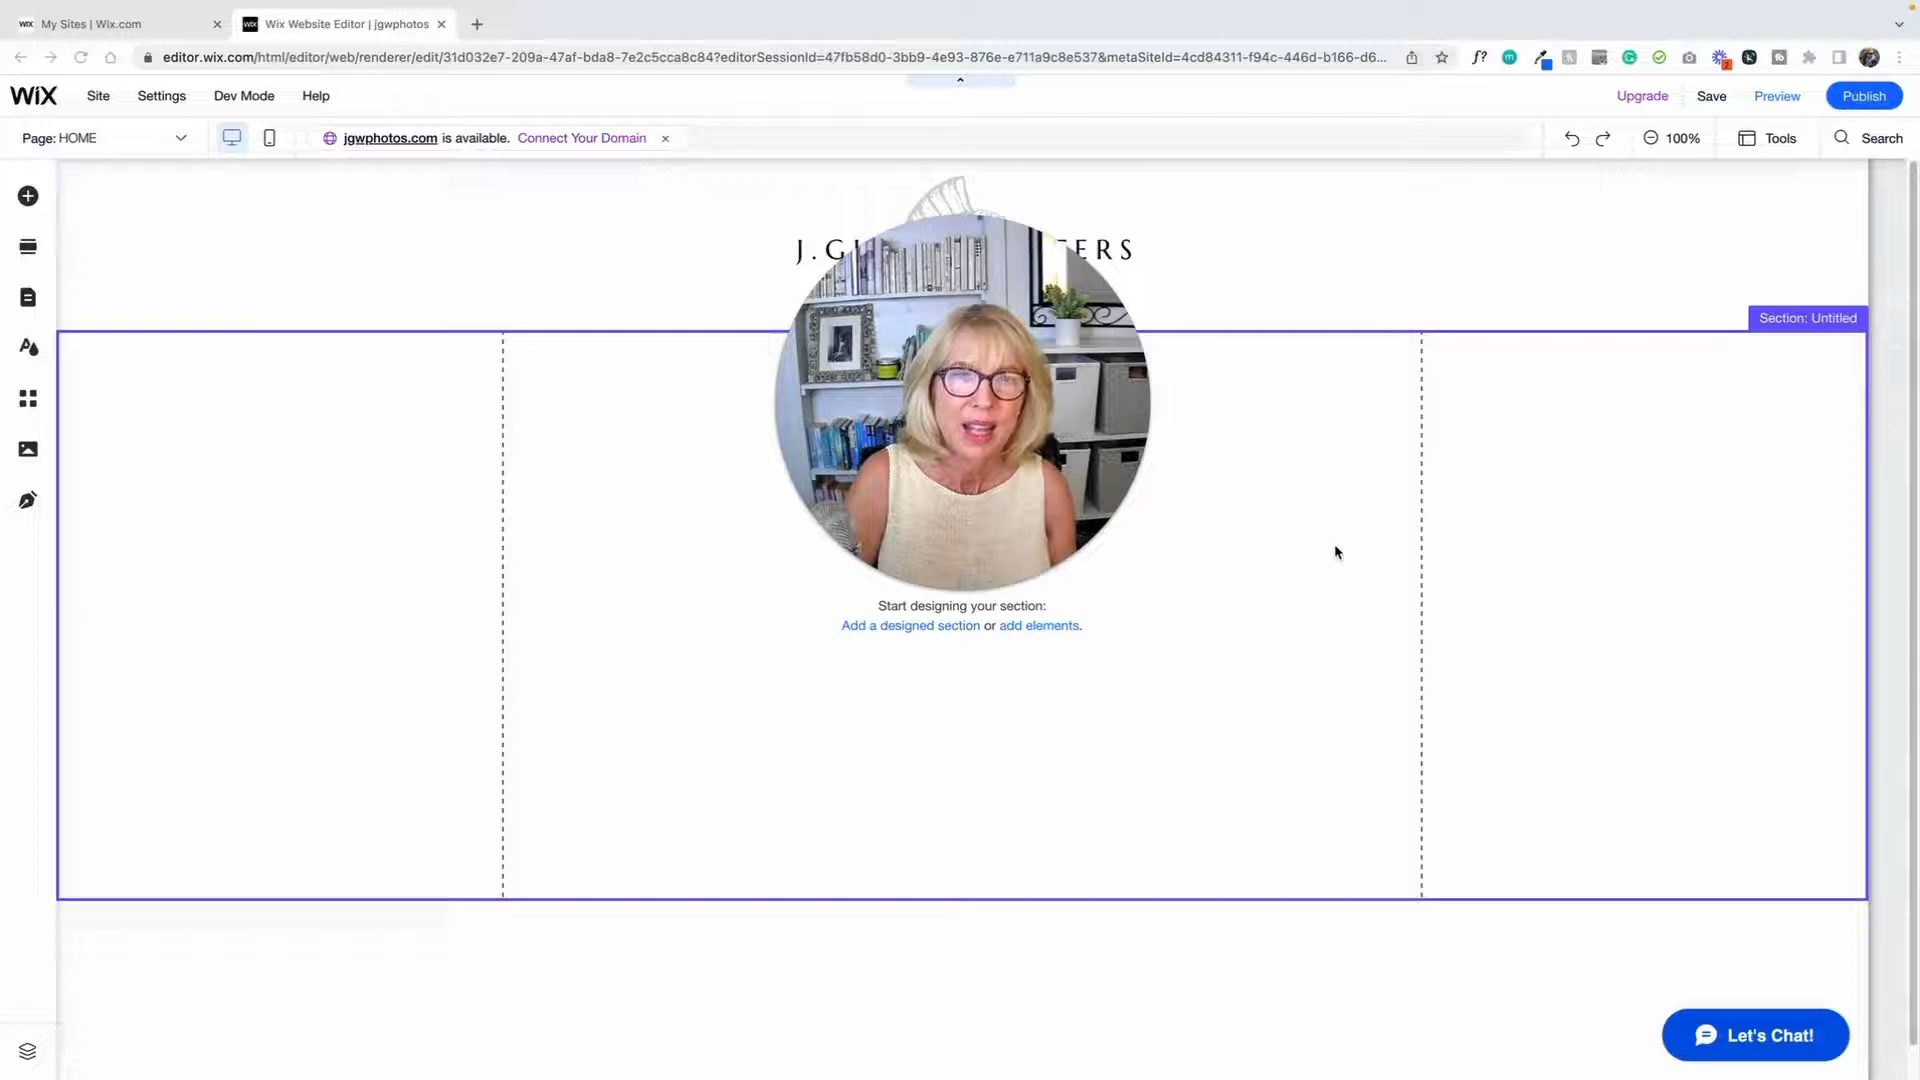 WIX My Sites | Wix.com
WIX Wix Website Editor | jgwphotos
editor.wix.com/html/editor/web/renderer/edit/31d032e7-209a-47af-bda8-7e2c5cca8c84?editorSessionId=47fb58d0-3bb9-4e93-876e-e711a9c8e537&metaSiteId=4cd84311-f94c-446d-b166-d6...
WIX Site Settings Dev Mode Help Upgrade Save Preview Publish
Page: HOME jgwphotos.com is available. Connect Your Domain 100% Tools Search
Section: Untitled
Start designing your section:
Add a designed section or add elements.
Let's Chat!